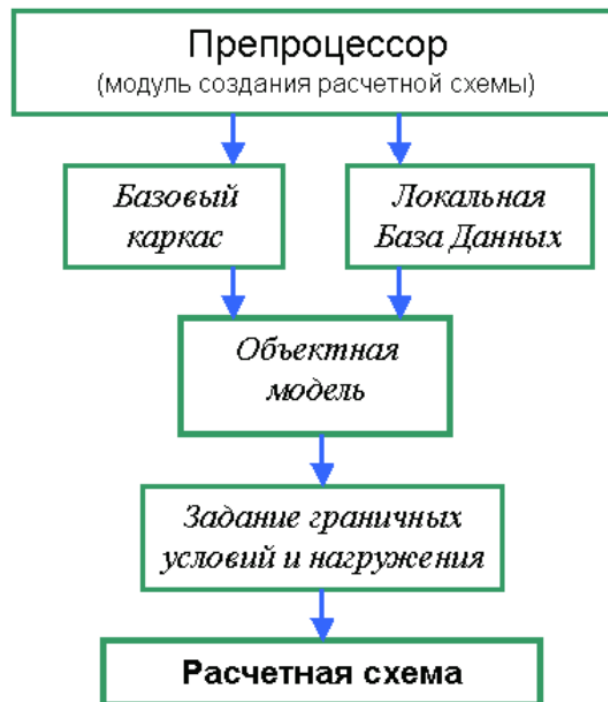 Препроцессор
(модуль создания расчетной схемы)
Базовый
каркас
Локальная
База Данных
Объектная
модель
Задание граничных
условий и нагружения
Расчетная схема